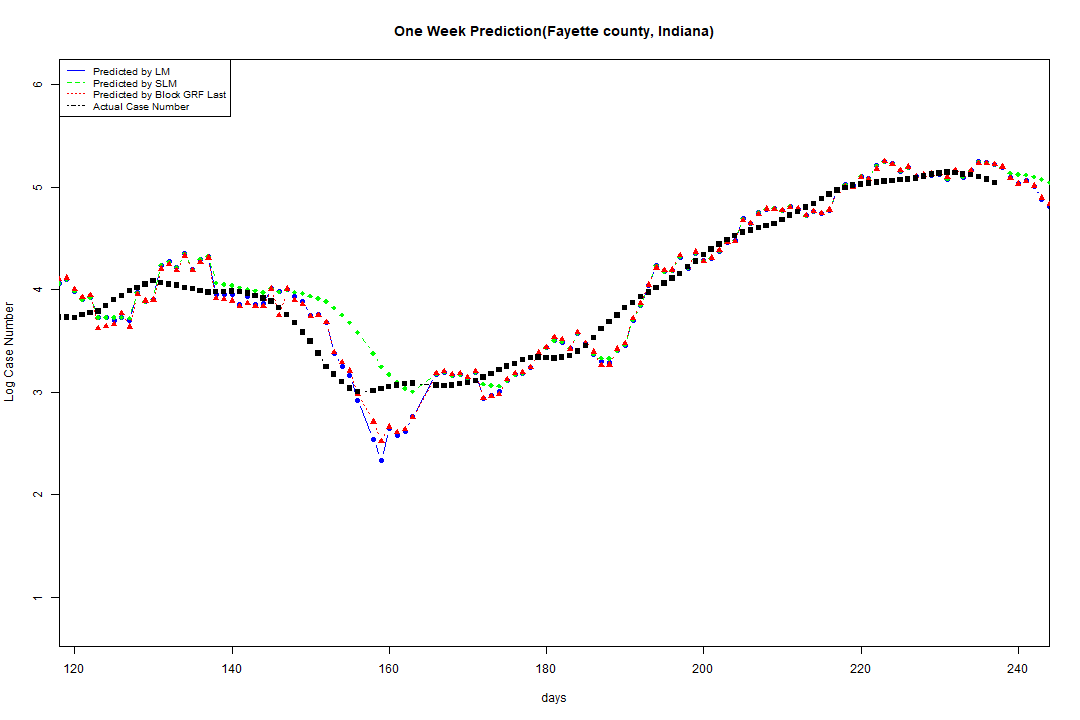 One Week Prediction(Fayette county, Indiana)
Predicted by LM
Predicted by SLM
Predicted by Block GRF Last
Actual Case Number
6
5
4
3
2
1
Log Case Number
120 140 160 180 200 220 240
days